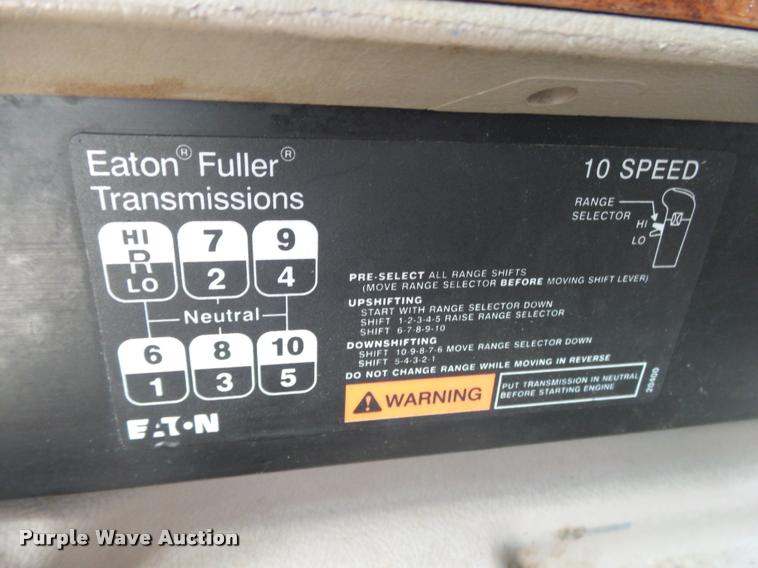 Eaton® Fuller®
Transmissions
10 SPEED
RANGE
SELECTOR
HI
LO
HI
R
LO
7
2
9
4
Neutral
6
1
8
3
10
5
EATON
PRE-SELECT ALL RANGE SHIFTS
(MOVE RANGE SELECTOR BEFORE MOVING SHIFT LEVER)
UPSHIFTING
START WITH RANGE SELECTOR DOWN
SHIFT 1-2-3-4-5 RAISE RANGE SELECTOR
SHIFT 6-7-8-9-10
DOWNSHIFTING
SHIFT 10-9-8-7-6 MOVE RANGE SELECTOR DOWN
SHIFT 5-4-3-2-1
DO NOT CHANGE RANGE WHILE MOVING IN REVERSE
WARNING
PUT TRANSMISSION IN NEUTRAL
BEFORE STARTING ENGINE
20400
Purple Wave Auction